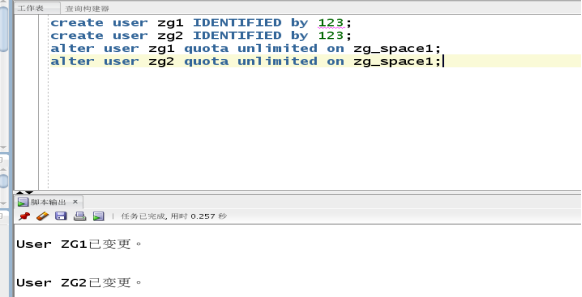 工作表 查询构建器
create user zg1 IDENTIFIED by 123;
create user zg2 IDENTIFIED by 123;
alter user zg1 quota unlimited on zg_space1;
alter user zg2 quota unlimited on zg_space1;
脚本输出 ×
任务已完成, 用时 0.257 秒
User ZG1已变更。
User ZG2已变更。